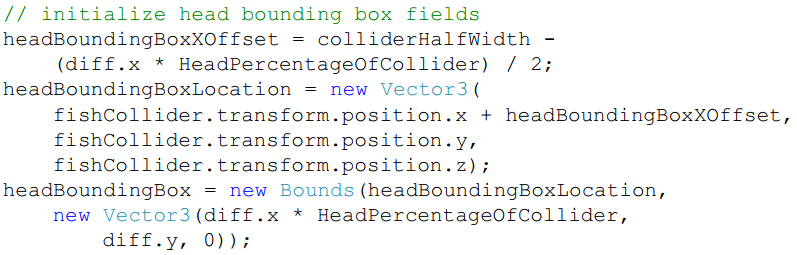 // initialize head bounding box fields
headBoundingBoxXOffset = colliderHalfWidth -
    (diff.x * HeadPercentageOfCollider) / 2;
headBoundingBoxLocation = new Vector3(
    fishCollider.transform.position.x + headBoundingBoxXOffset,
    fishCollider.transform.position.y,
    fishCollider.transform.position.z);
headBoundingBox = new Bounds(headBoundingBoxLocation,
    new Vector3(diff.x * HeadPercentageOfCollider,
        diff.y, 0));